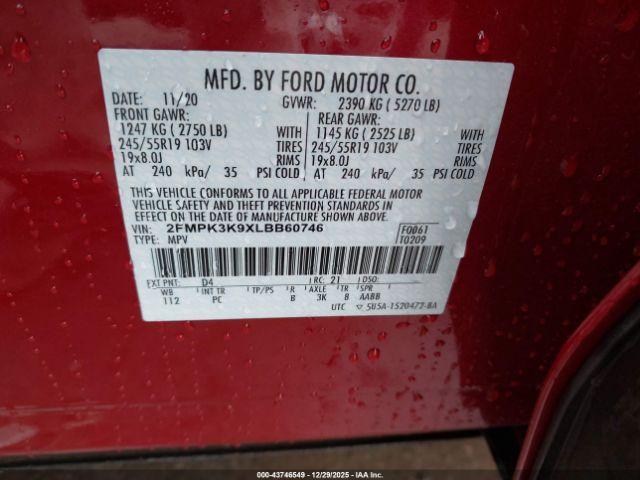 MFD. BY FORD MOTOR CO.
DATE: 11/20 GVWR: 2390 KG ( 5270 LB)
FRONT GAWR: REAR GAWR:
1247 KG ( 2750 LB) WITH 1145 KG ( 2525 LB) WITH
245/55R19 103V TIRES 245/55R19 103V TIRES
19x8.0J RIMS 19x8.0J RIMS
AT 240 kPa/ 35 PSI COLD AT 240 kPa/ 35 PSI COLD
THIS VEHICLE CONFORMS TO ALL APPLICABLE FEDERAL MOTOR
VEHICLE SAFETY AND THEFT PREVENTION STANDARDS IN
EFFECT ON THE DATE OF MANUFACTURE SHOWN ABOVE.
VIN: 2FMPK3K9XLBB60746 F0061
TYPE: MPV T0209
EXT PNT: D4 RC: 21 DSO:
WB INT TR TP/PS R AXLE TR SPR
112 PC B 3K 8 AABB
UTC 5U5A-1520472-BA
000-43746549 - 12/29/2025 - IAA Inc.